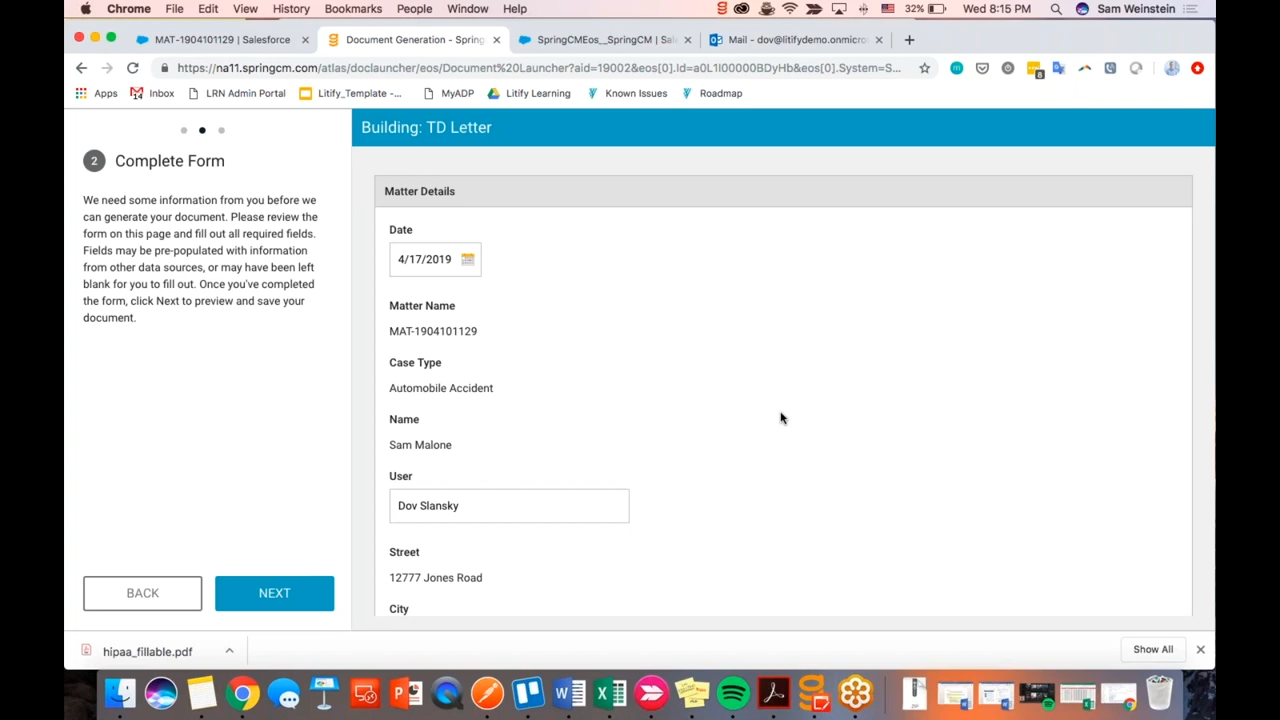 Chrome File Edit View History Bookmarks People Window Help
32% Wed 8:15 PM Sam Weinstein
MAT-1904101129 | Salesforce
Document Generation - Spring
SpringCMEos__SpringCM | Sale
Mail - dov@litifydemo.onmicro
https://na11.springcm.com/atlas/doclauncher/eos/Document%20Launcher?aid=19002&eos[0].Id=a0L1I00000BDyHb&eos[0].System=S...
8
Apps Inbox LRN Admin Portal Litify_Template -... MyADP Litify Learning Known Issues Roadmap
Building: TD Letter
2 Complete Form
We need some information from you before we
can generate your document. Please review the
form on this page and fill out all required fields.
Fields may be pre-populated with information
from other data sources, or may have been left
blank for you to fill out. Once you've completed
the form, click Next to preview and save your
document.
BACK NEXT
Matter Details
Date
4/17/2019
Matter Name
MAT-1904101129
Case Type
Automobile Accident
Name
Sam Malone
User
Dov Slansky
Street
12777 Jones Road
City
hipaa_fillable.pdf
Show All